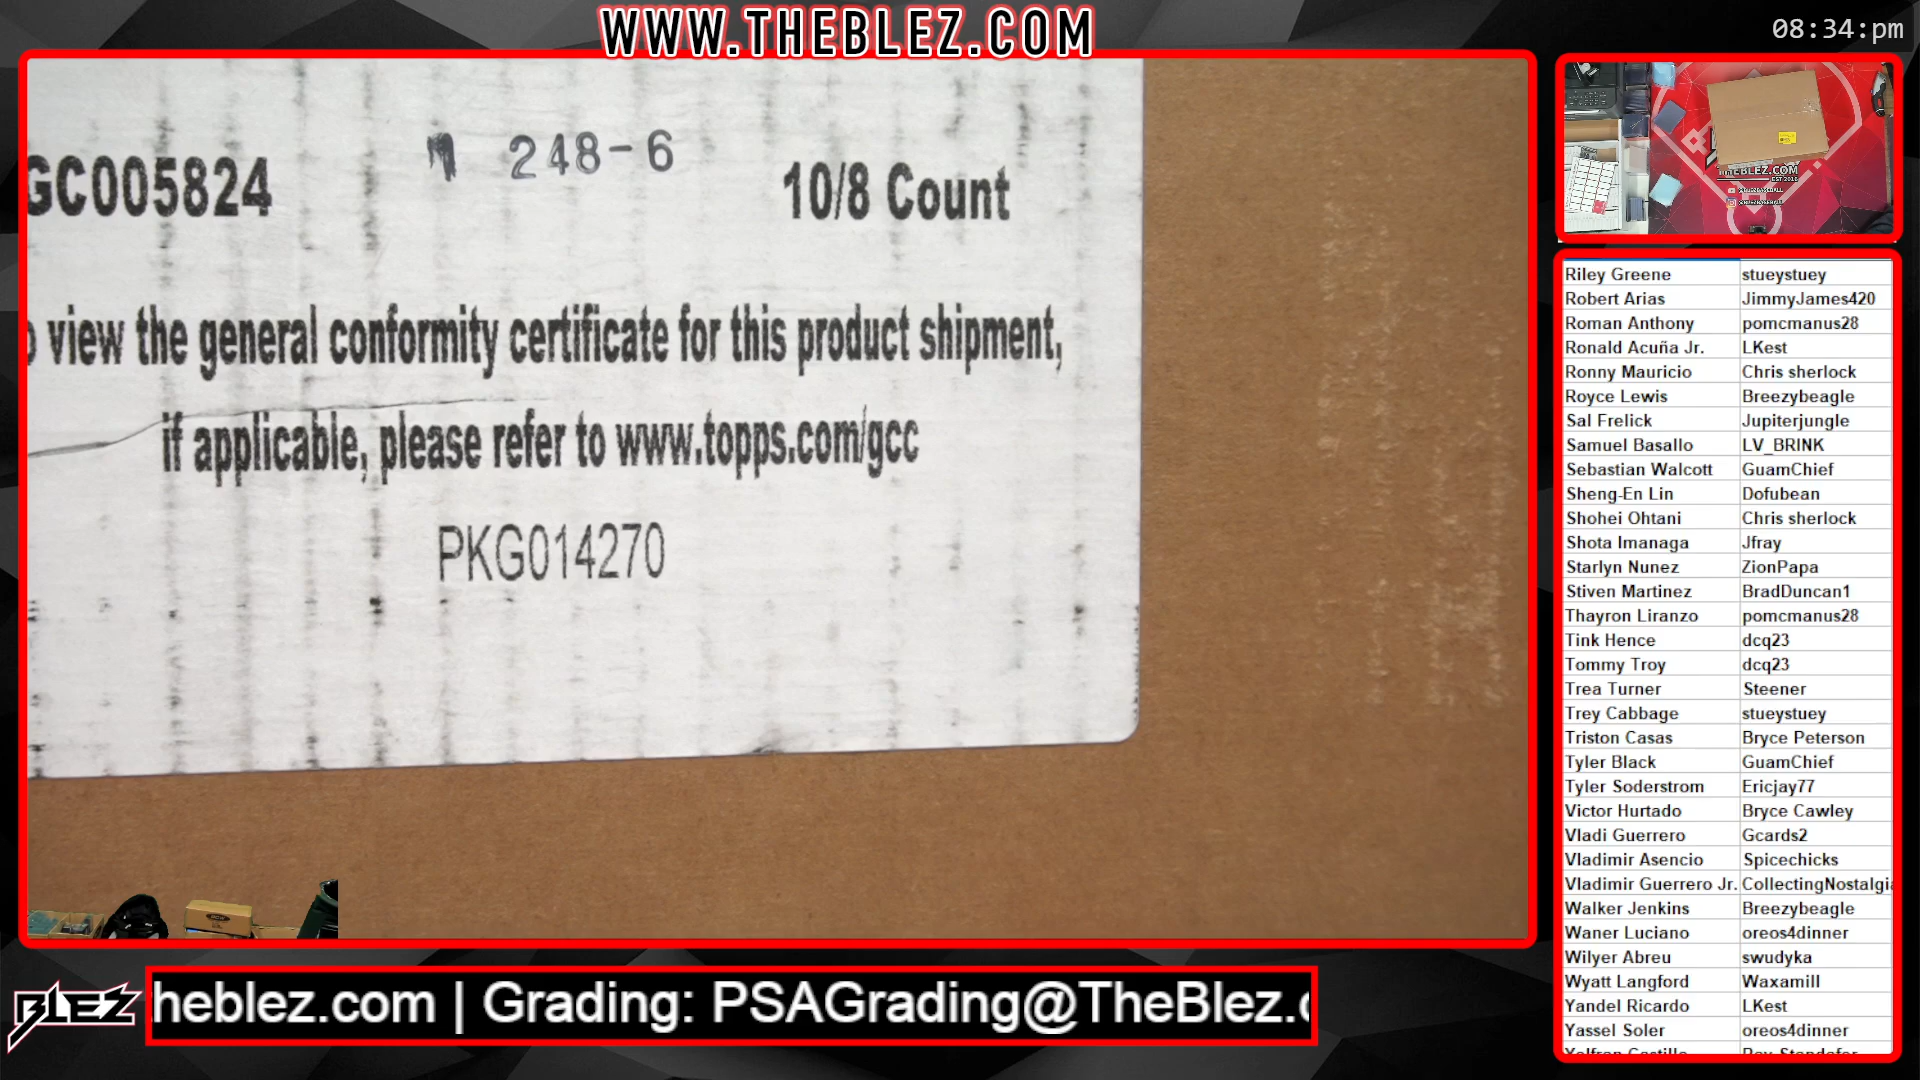 WWW.THEBLEZ.COM
08:34:pm
GC005824
248-6
10/8 Count
view the general conformity certificate for this product shipment,
if applicable, please refer to www.topps.com/gcc
PKG014270
THEBLEZ.COM
Riley Greene stueystuey
Robert Arias JimmyJames420
Roman Anthony pomcmanus28
Ronald Acuña Jr. LKest
Ronny Mauricio Chris sherlock
Royce Lewis Breezybeagle
Sal Frelick Jupiterjungle
Samuel Basallo LV_BRINK
Sebastian Walcott GuamChief
Sheng-En Lin Dofubean
Shohei Ohtani Chris sherlock
Shota Imanaga Jfray
Starlyn Nunez ZionPapa
Stiven Martinez BradDuncan1
Thayron Liranzo pomcmanus28
Tink Hence dcq23
Tommy Troy dcq23
Trea Turner Steener
Trey Cabbage stueystuey
Triston Casas Bryce Peterson
Tyler Black GuamChief
Tyler Soderstrom Ericjay77
Victor Hurtado Bryce Cawley
Vladi Guerrero Gcards2
Vladimir Asencio Spicechicks
Vladimir Guerrero Jr. CollectingNostalgia
Walker Jenkins Breezybeagle
Waner Luciano oreos4dinner
Wilyer Abreu swudyka
Wyatt Langford Waxamill
Yandel Ricardo LKest
Yassel Soler oreos4dinner
BLEZ
heblez.com | Grading: PSAGrading@TheBlez.c